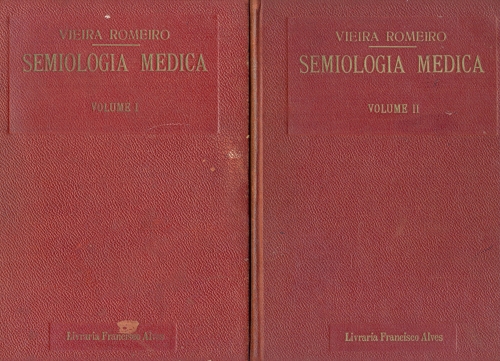 VIEIRA ROMEIRO
SEMIOLOGIA MEDICA
VOLUME I
Livraria Francisco Alves
VIEIRA ROMEIRO
SEMIOLOGIA MEDICA
VOLUME II
Livraria Francisco Alves